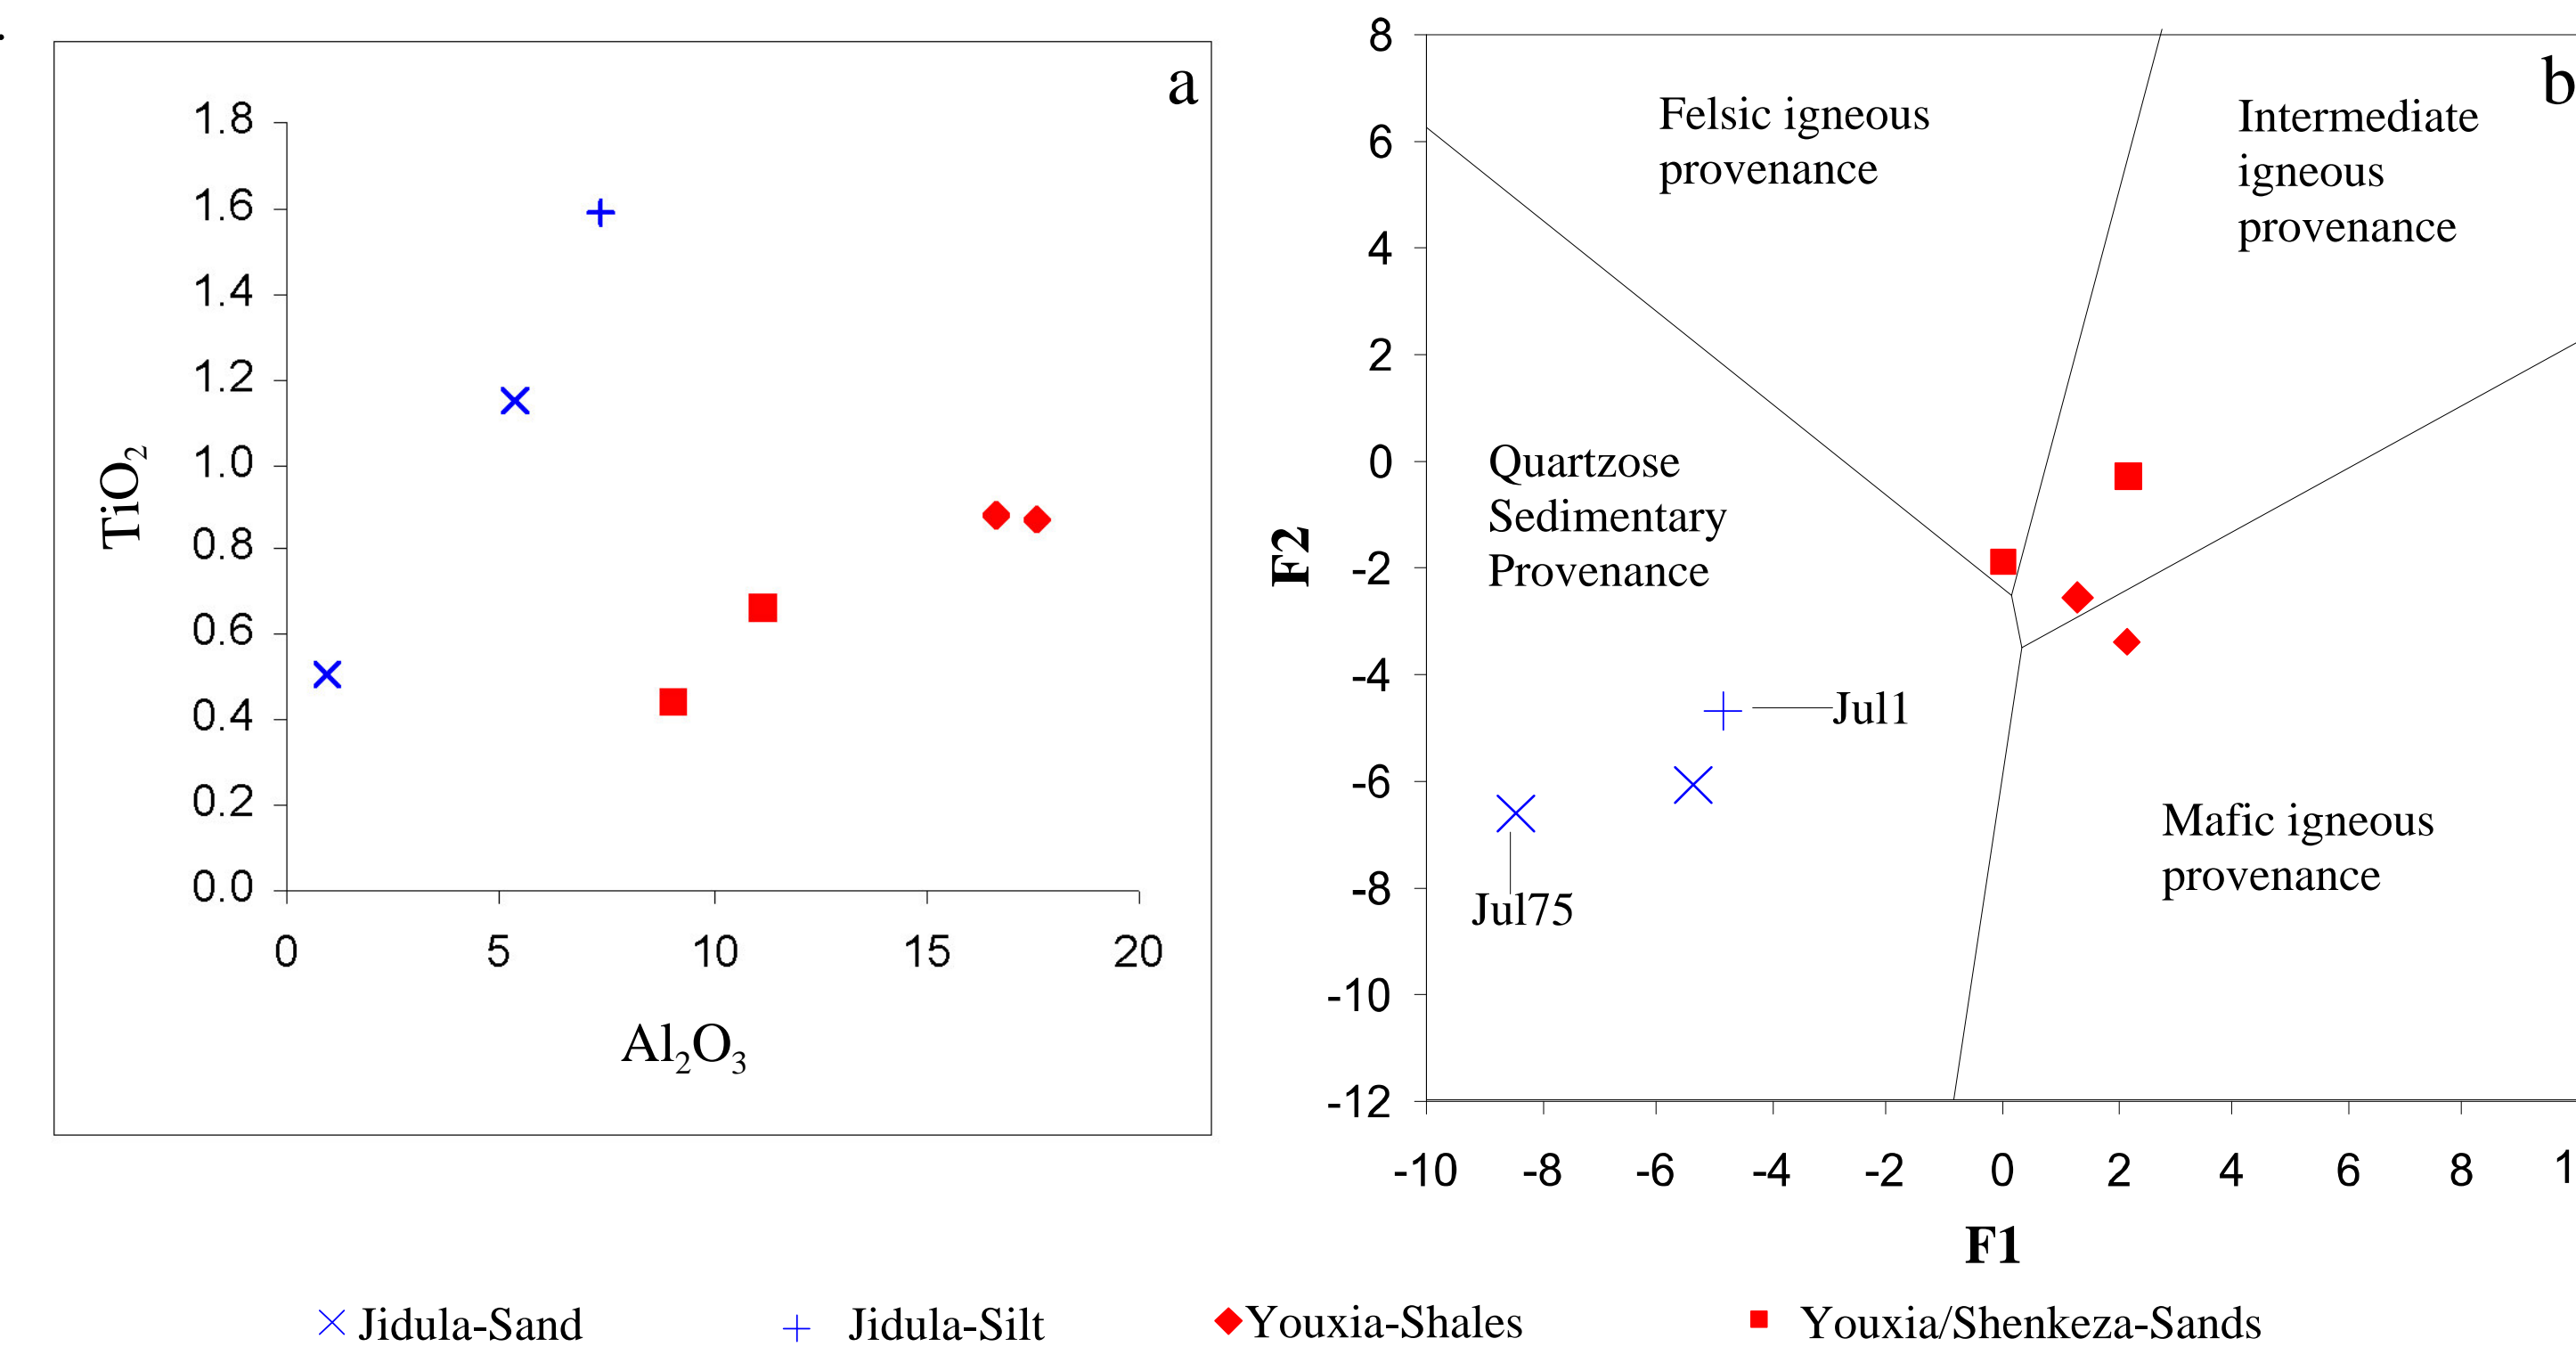 .
a
1.8
1.6
1.4
1.2
1.0
0.8
0.6
0.4
0.2
0.0
TiO₂
0 5 10 15 20
Al₂O₃
b
8
6
4
2
0
-2
-4
-6
-8
-10
-12
F2
Felsic igneous
provenance
Intermediate
igneous
provenance
Quartzose
Sedimentary
Provenance
Jul1
Jul75
Mafic igneous
provenance
-10 -8 -6 -4 -2 0 2 4 6 8 1
F1
Jidula-Sand Jidula-Silt Youxia-Shales Youxia/Shenkeza-Sands